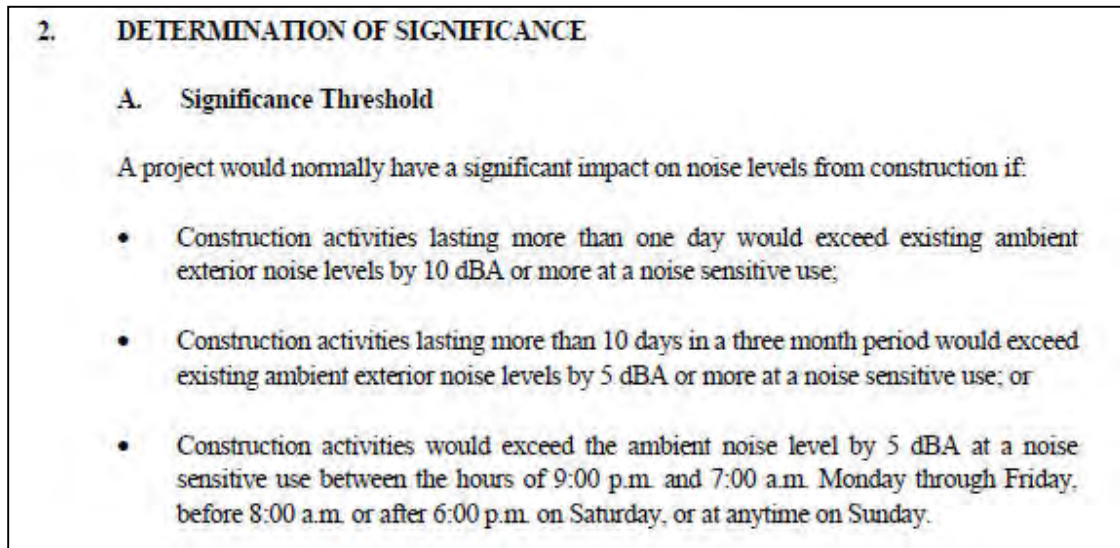 2. DETERMINATION OF SIGNIFICANCE
A. Significance Threshold
A project would normally have a significant impact on noise levels from construction if:
• Construction activities lasting more than one day would exceed existing ambient
exterior noise levels by 10 dBA or more at a noise sensitive use;
• Construction activities lasting more than 10 days in a three month period would exceed
existing ambient exterior noise levels by 5 dBA or more at a noise sensitive use; or
• Construction activities would exceed the ambient noise level by 5 dBA at a noise
sensitive use between the hours of 9:00 p.m. and 7:00 a.m. Monday through Friday,
before 8:00 a.m. or after 6:00 p.m. on Saturday, or at anytime on Sunday.